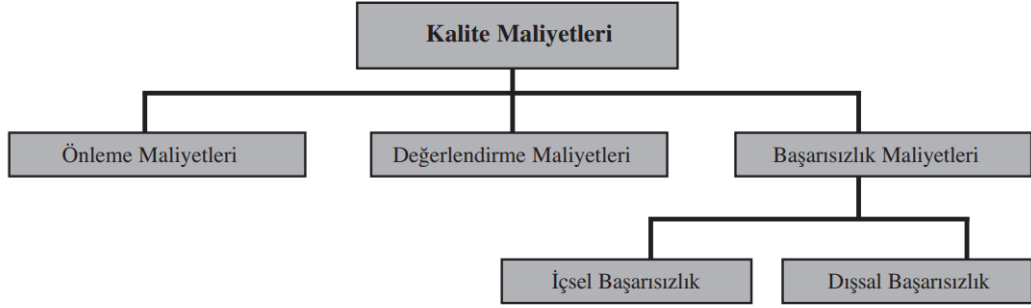 Kalite Maliyetleri
Önleme Maliyetleri
Değerlendirme Maliyetleri
Başarısızlık Maliyetleri
İçsel Başarısızlık
Dışsal Başarısızlık